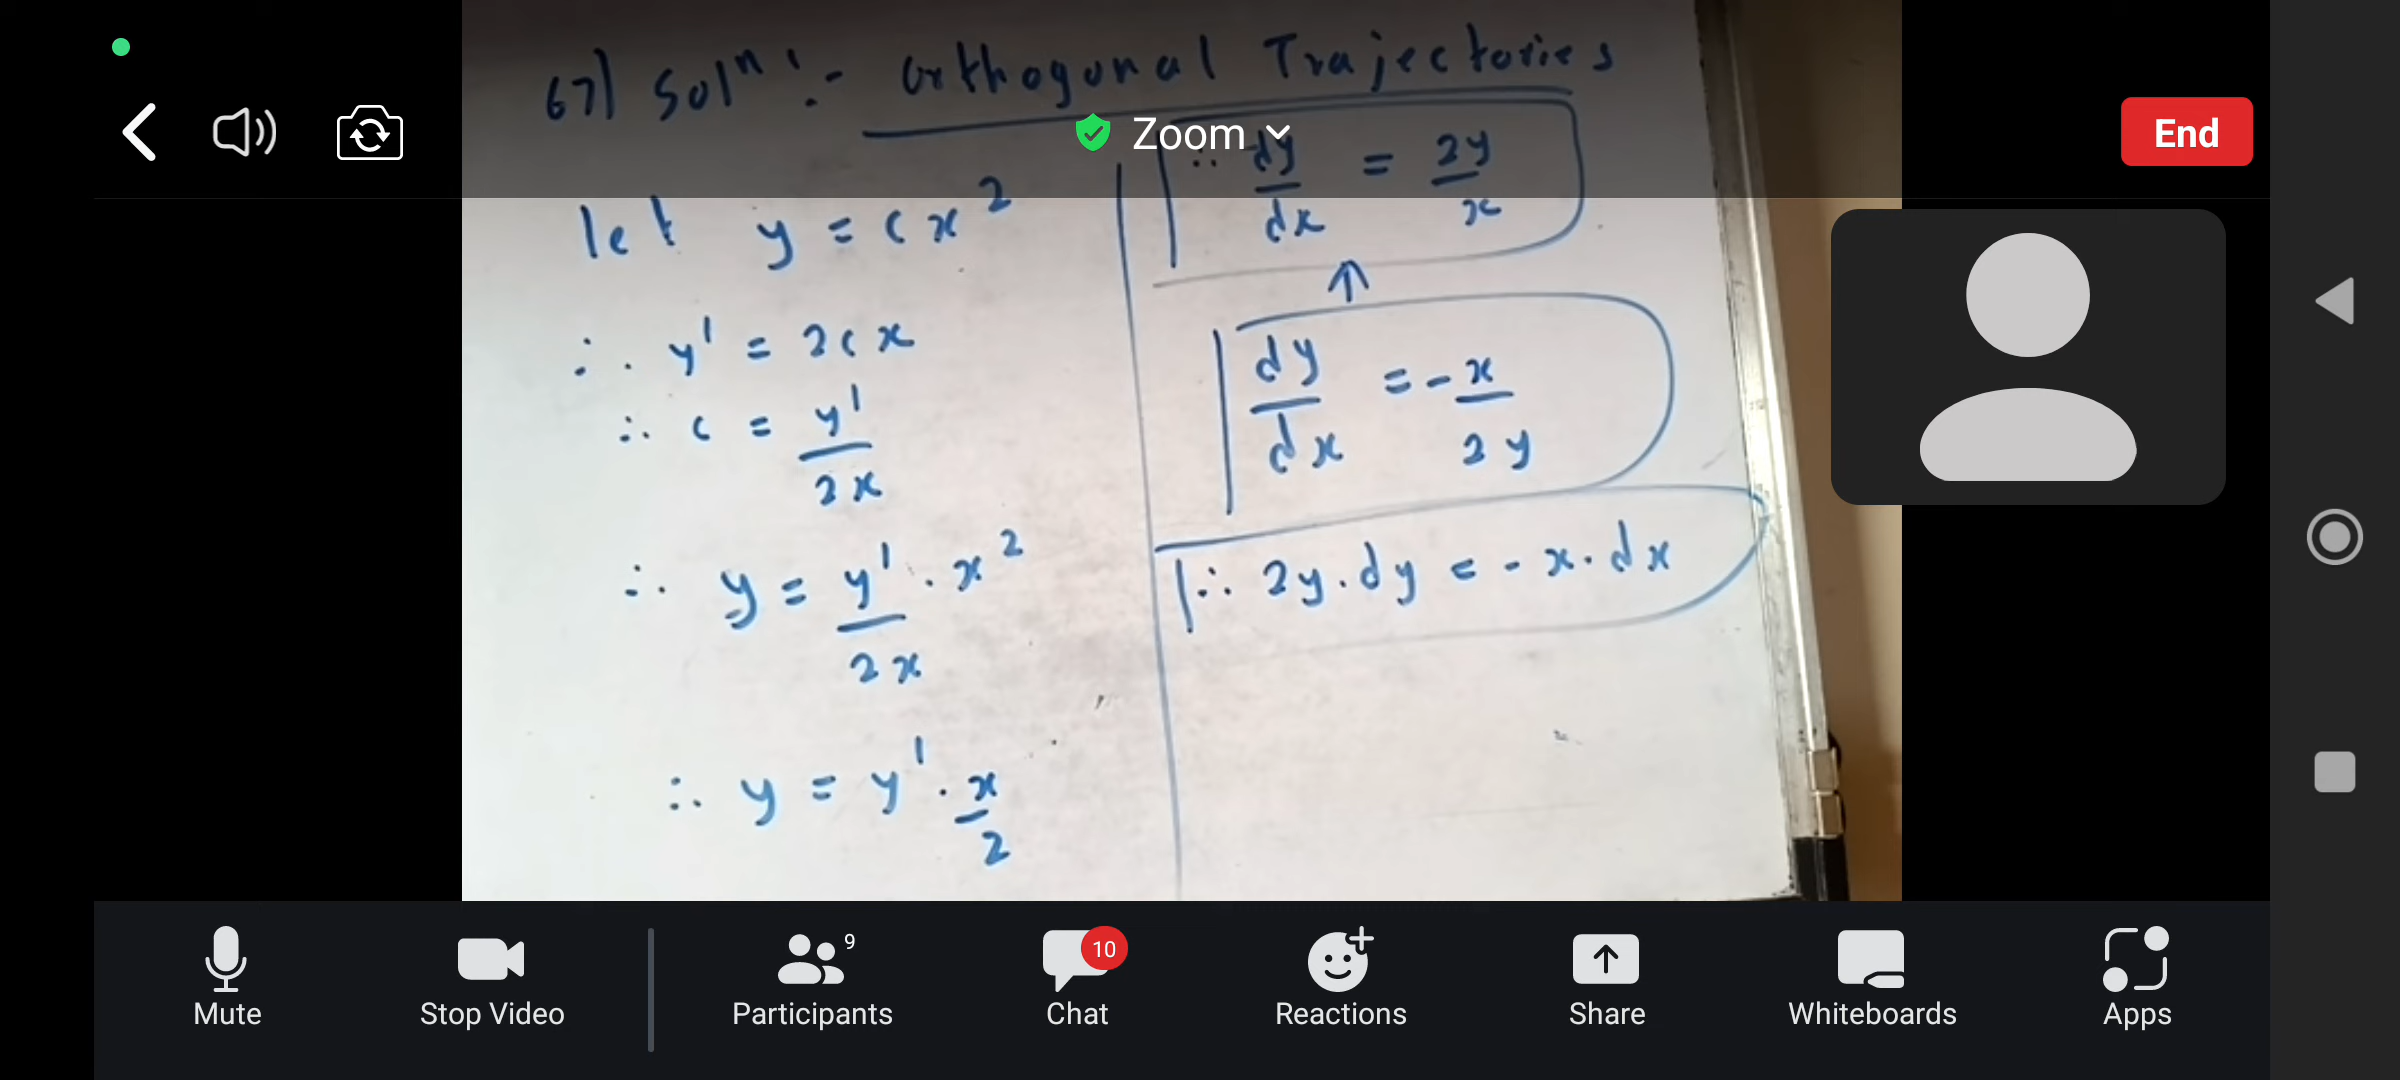 67) Solⁿ :- Orthogonal Trajectories
Zoom
End
let y = cx²
∴ y' = 2cx
∴ c = y'/2x
∴ y = y'/2x . x²
∴ y = y' . x/2
∴ dy/dx = 2y/x
↑
dy/dx = - x/2y
∴ 2y.dy = - x.dx
Mute
Stop Video
Participants 9
Chat 10
Reactions
Share
Whiteboards
Apps